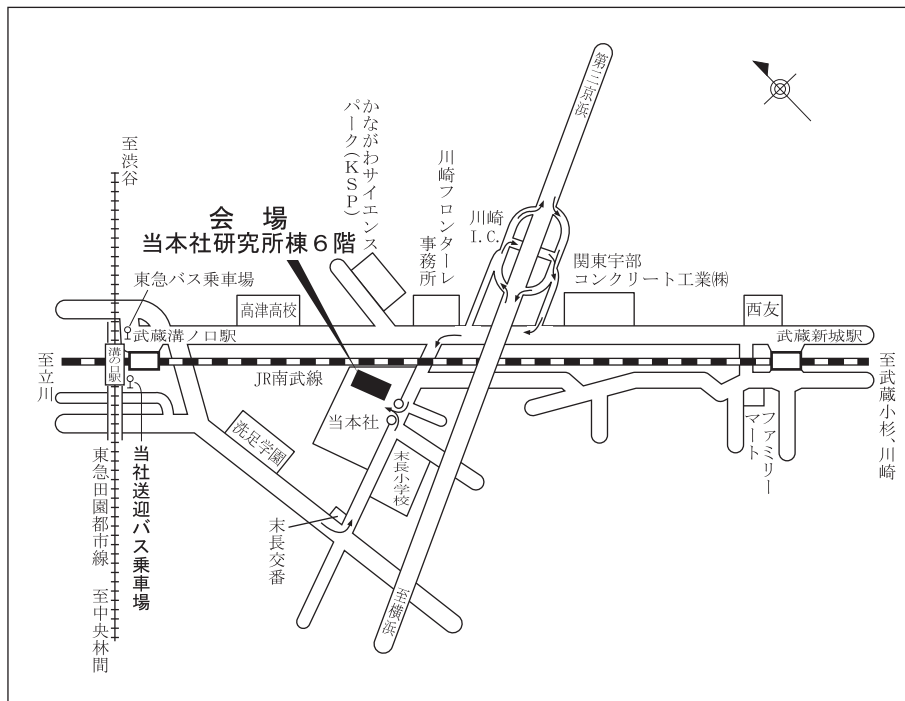 至渋谷
会　場
当本社研究所棟６階
東急バス乗車場
かながわサイエンス
パーク(KSP)
川崎フロンターレ
事務所
第三京浜
川崎
I.C.
関東宇部
コンクリート工業㈱
高津高校
西友
武蔵溝ノ口駅
武蔵新城駅
溝の口駅
至立川
JR南武線
至武蔵小杉、川崎
当本社
洗足学園
末長小学校
ファミリー
マート
末長交番
至横浜
当社送迎バス乗車場
東急田園都市線
至中央林間